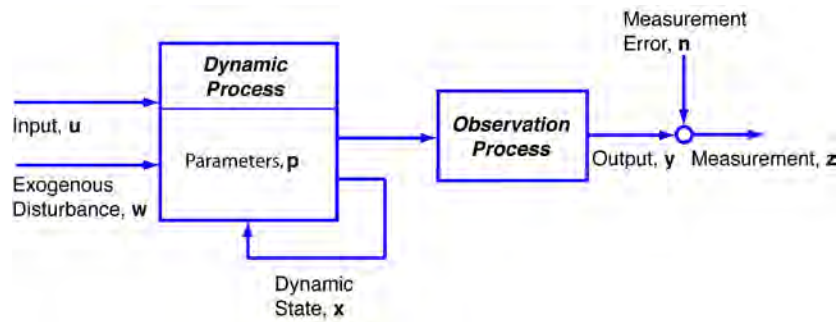 Dynamic
Process
Input, u
Parameters, p
Exogenous
Disturbance, w
Dynamic
State, x
Observation
Process
Output, y
Measurement
Error, n
Measurement, z